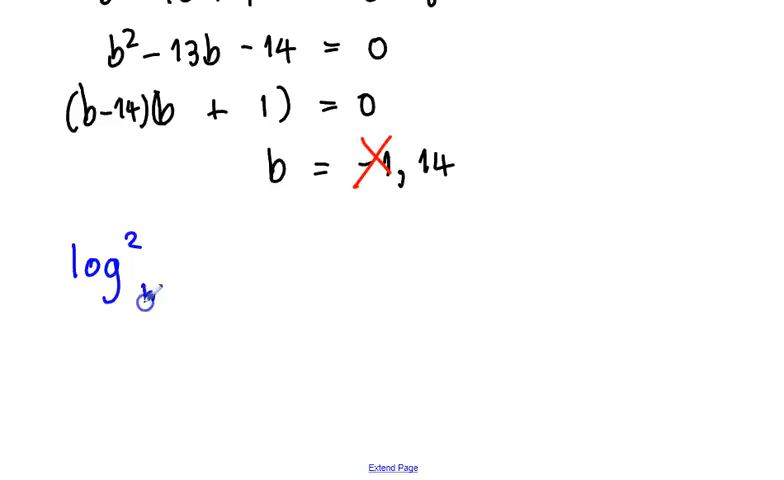 b² - 13b - 14 = 0
(b-14)(b + 1) = 0
b = -1, 14
log²
Extend Page